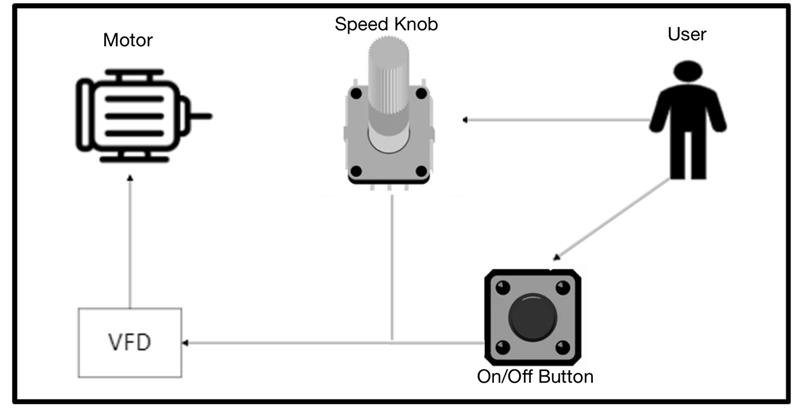 Motor
Speed Knob
User
VFD
On/Off Button